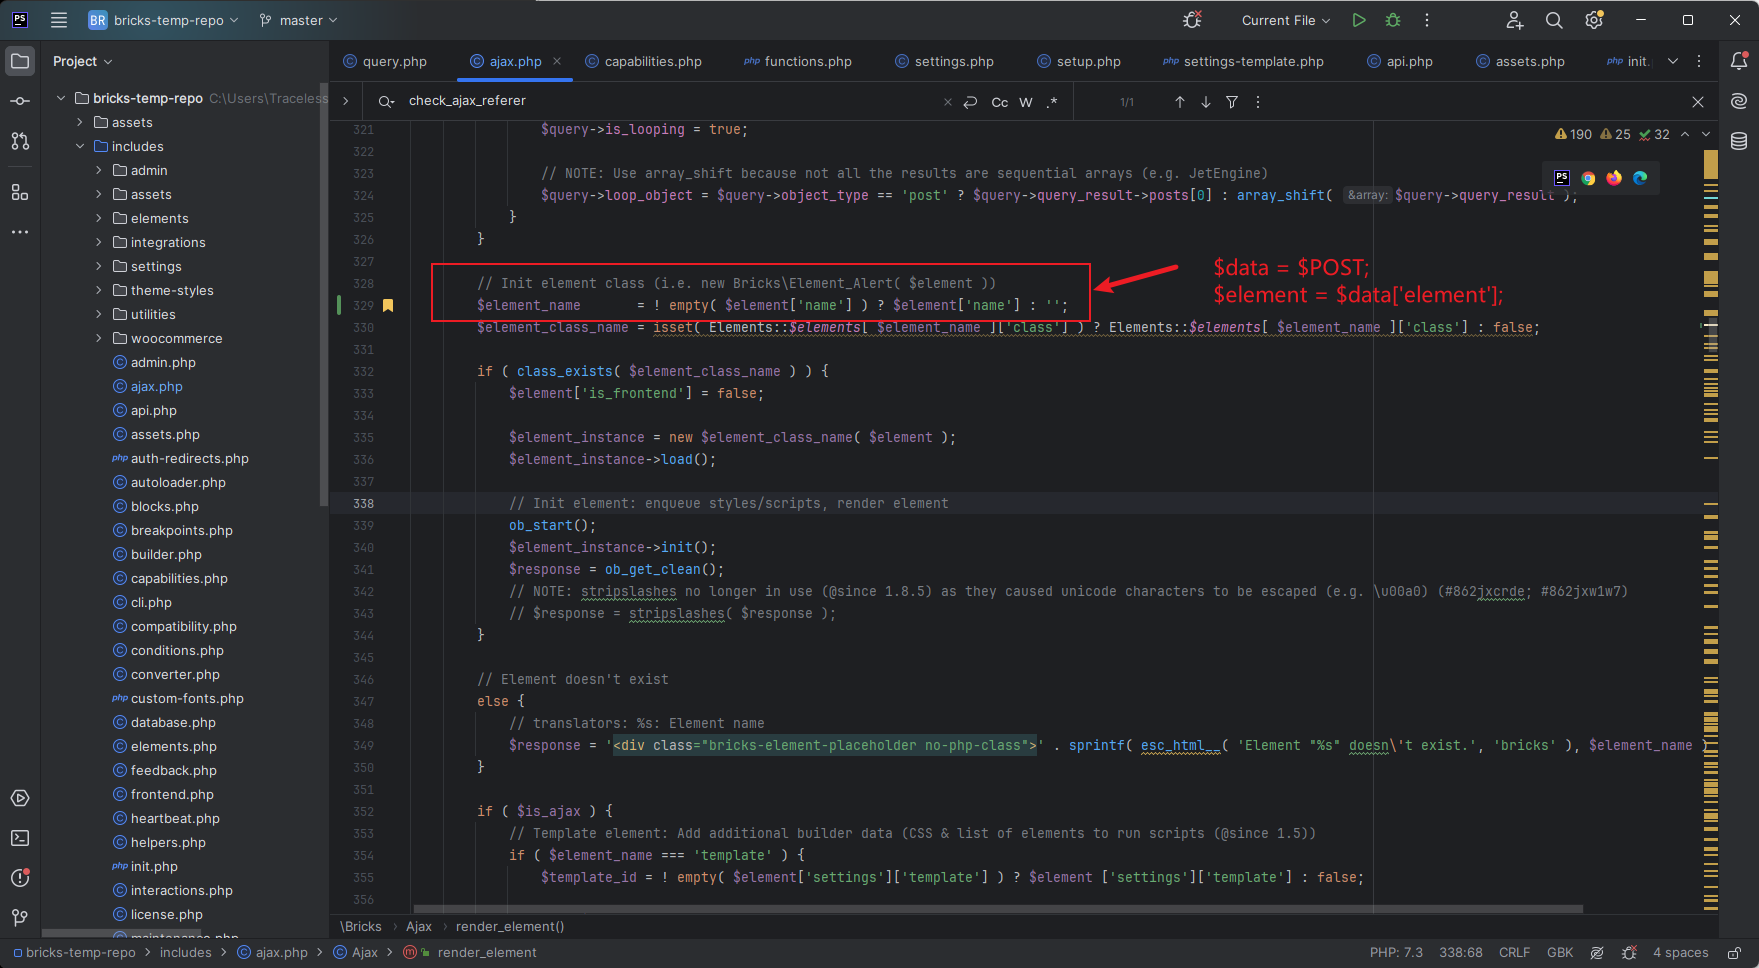 PS BR bricks-temp-repo master Current File
Project
query.php ajax.php capabilities.php functions.php settings.php setup.php settings-template.php api.php assets.php init.
check_ajax_referer Cc W .* 1/1
190 25 32
bricks-temp-repo C:\Users\Traceless
assets
includes
admin
assets
elements
integrations
settings
theme-styles
utilities
woocommerce
admin.php
ajax.php
api.php
assets.php
auth-redirects.php
autoloader.php
blocks.php
breakpoints.php
builder.php
capabilities.php
cli.php
compatibility.php
conditions.php
converter.php
custom-fonts.php
database.php
elements.php
feedback.php
frontend.php
heartbeat.php
helpers.php
init.php
interactions.php
license.php
maintenance.php
321 $query->is_looping = true;
322
323 // NOTE: Use array_shift because not all the results are sequential arrays (e.g. JetEngine)
324 $query->loop_object = $query->object_type == 'post' ? $query->query_result->posts[0] : array_shift( &array: $query->query_result );
325 }
326 }
327
328 // Init element class (i.e. new Bricks\Element_Alert( $element ))
329 $element_name = ! empty( $element['name'] ) ? $element['name'] : '';
330 $element_class_name = isset( Elements::$elements[ $element_name ]['class'] ) ? Elements::$elements[ $element_name ]['class'] : false;
331
332 if ( class_exists( $element_class_name ) ) {
333 $element['is_frontend'] = false;
334
335 $element_instance = new $element_class_name( $element );
336 $element_instance->load();
337
338 // Init element: enqueue styles/scripts, render element
339 ob_start();
340 $element_instance->init();
341 $response = ob_get_clean();
342 // NOTE: stripslashes no longer in use (@since 1.8.5) as they caused unicode characters to be escaped (e.g. \u00a0) (#862jxcrde; #862jxw1w7)
343 // $response = stripslashes( $response );
344 }
345
346 // Element doesn't exist
347 else {
348 // translators: %s: Element name
349 $response = '<div class="bricks-element-placeholder no-php-class">' . sprintf( esc_html__( 'Element "%s" doesn\'t exist.', 'bricks' ), $element_name )
350 }
351
352 if ( $is_ajax ) {
353 // Template element: Add additional builder data (CSS & list of elements to run scripts (@since 1.5))
354 if ( $element_name === 'template' ) {
355 $template_id = ! empty( $element['settings']['template'] ) ? $element ['settings']['template'] : false;
356
$data = $POST;
$element = $data['element'];
\Bricks Ajax render_element()
bricks-temp-repo includes ajax.php Ajax render_element PHP: 7.3 338:68 CRLF GBK 4 spaces